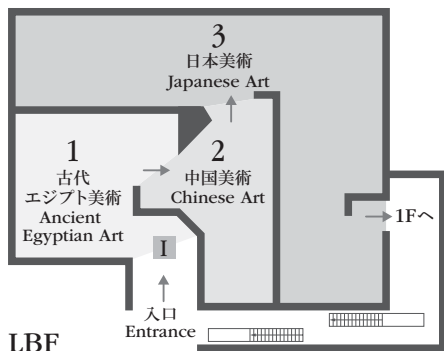 3
日本美術
Japanese Art
1
古代
エジプト美術
Ancient
Egyptian Art
2
中国美術
Chinese Art
1Fへ
I
入口
Entrance
LBF